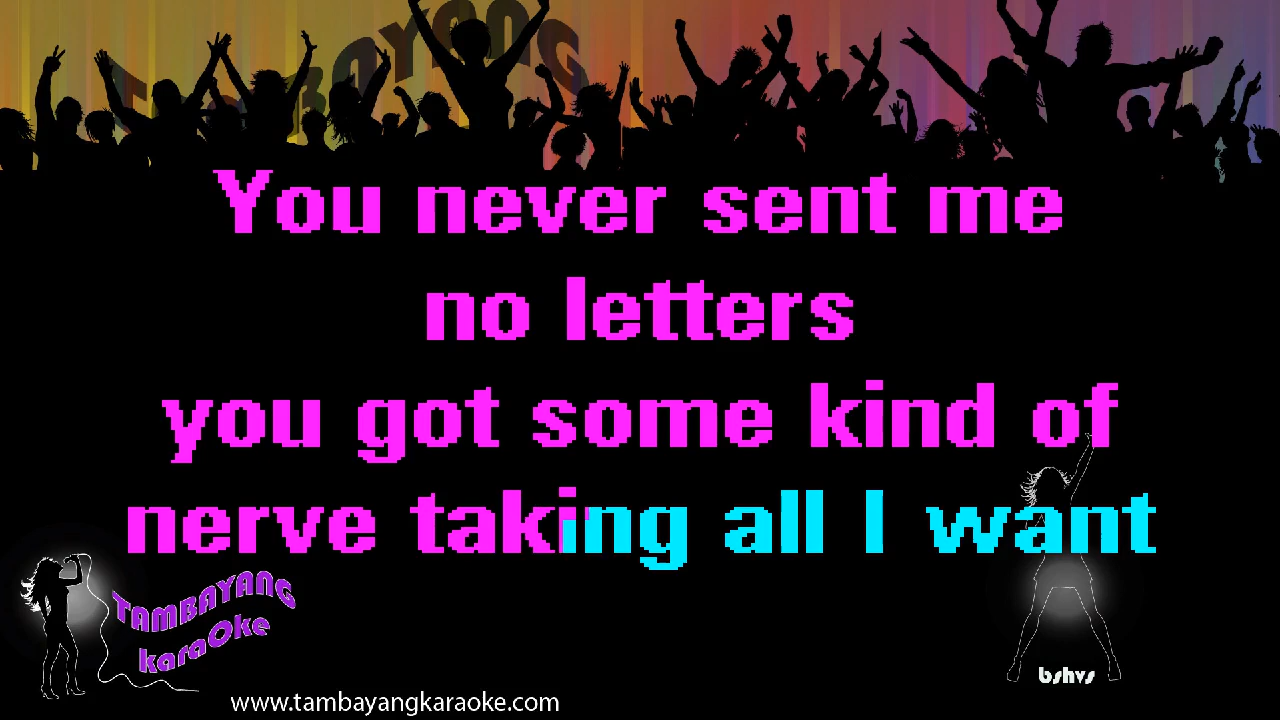 TAMBAYANG
You never sent me
no letters
you got some kind of
nerve taking all I want
TAMBAYANG
karaOke
bshvs
www.tambayangkaraoke.com